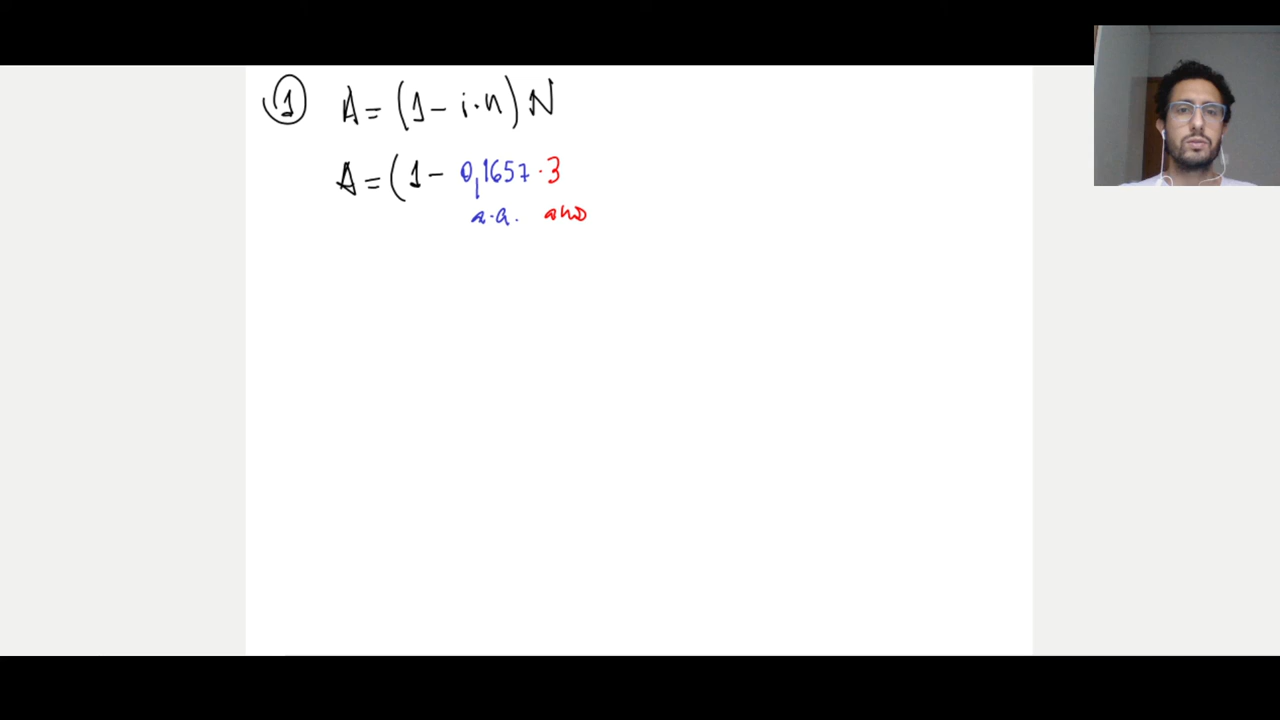 1 A = (1 - i·n) N
A = (1 - 0,1657 · 3
a.a. ano